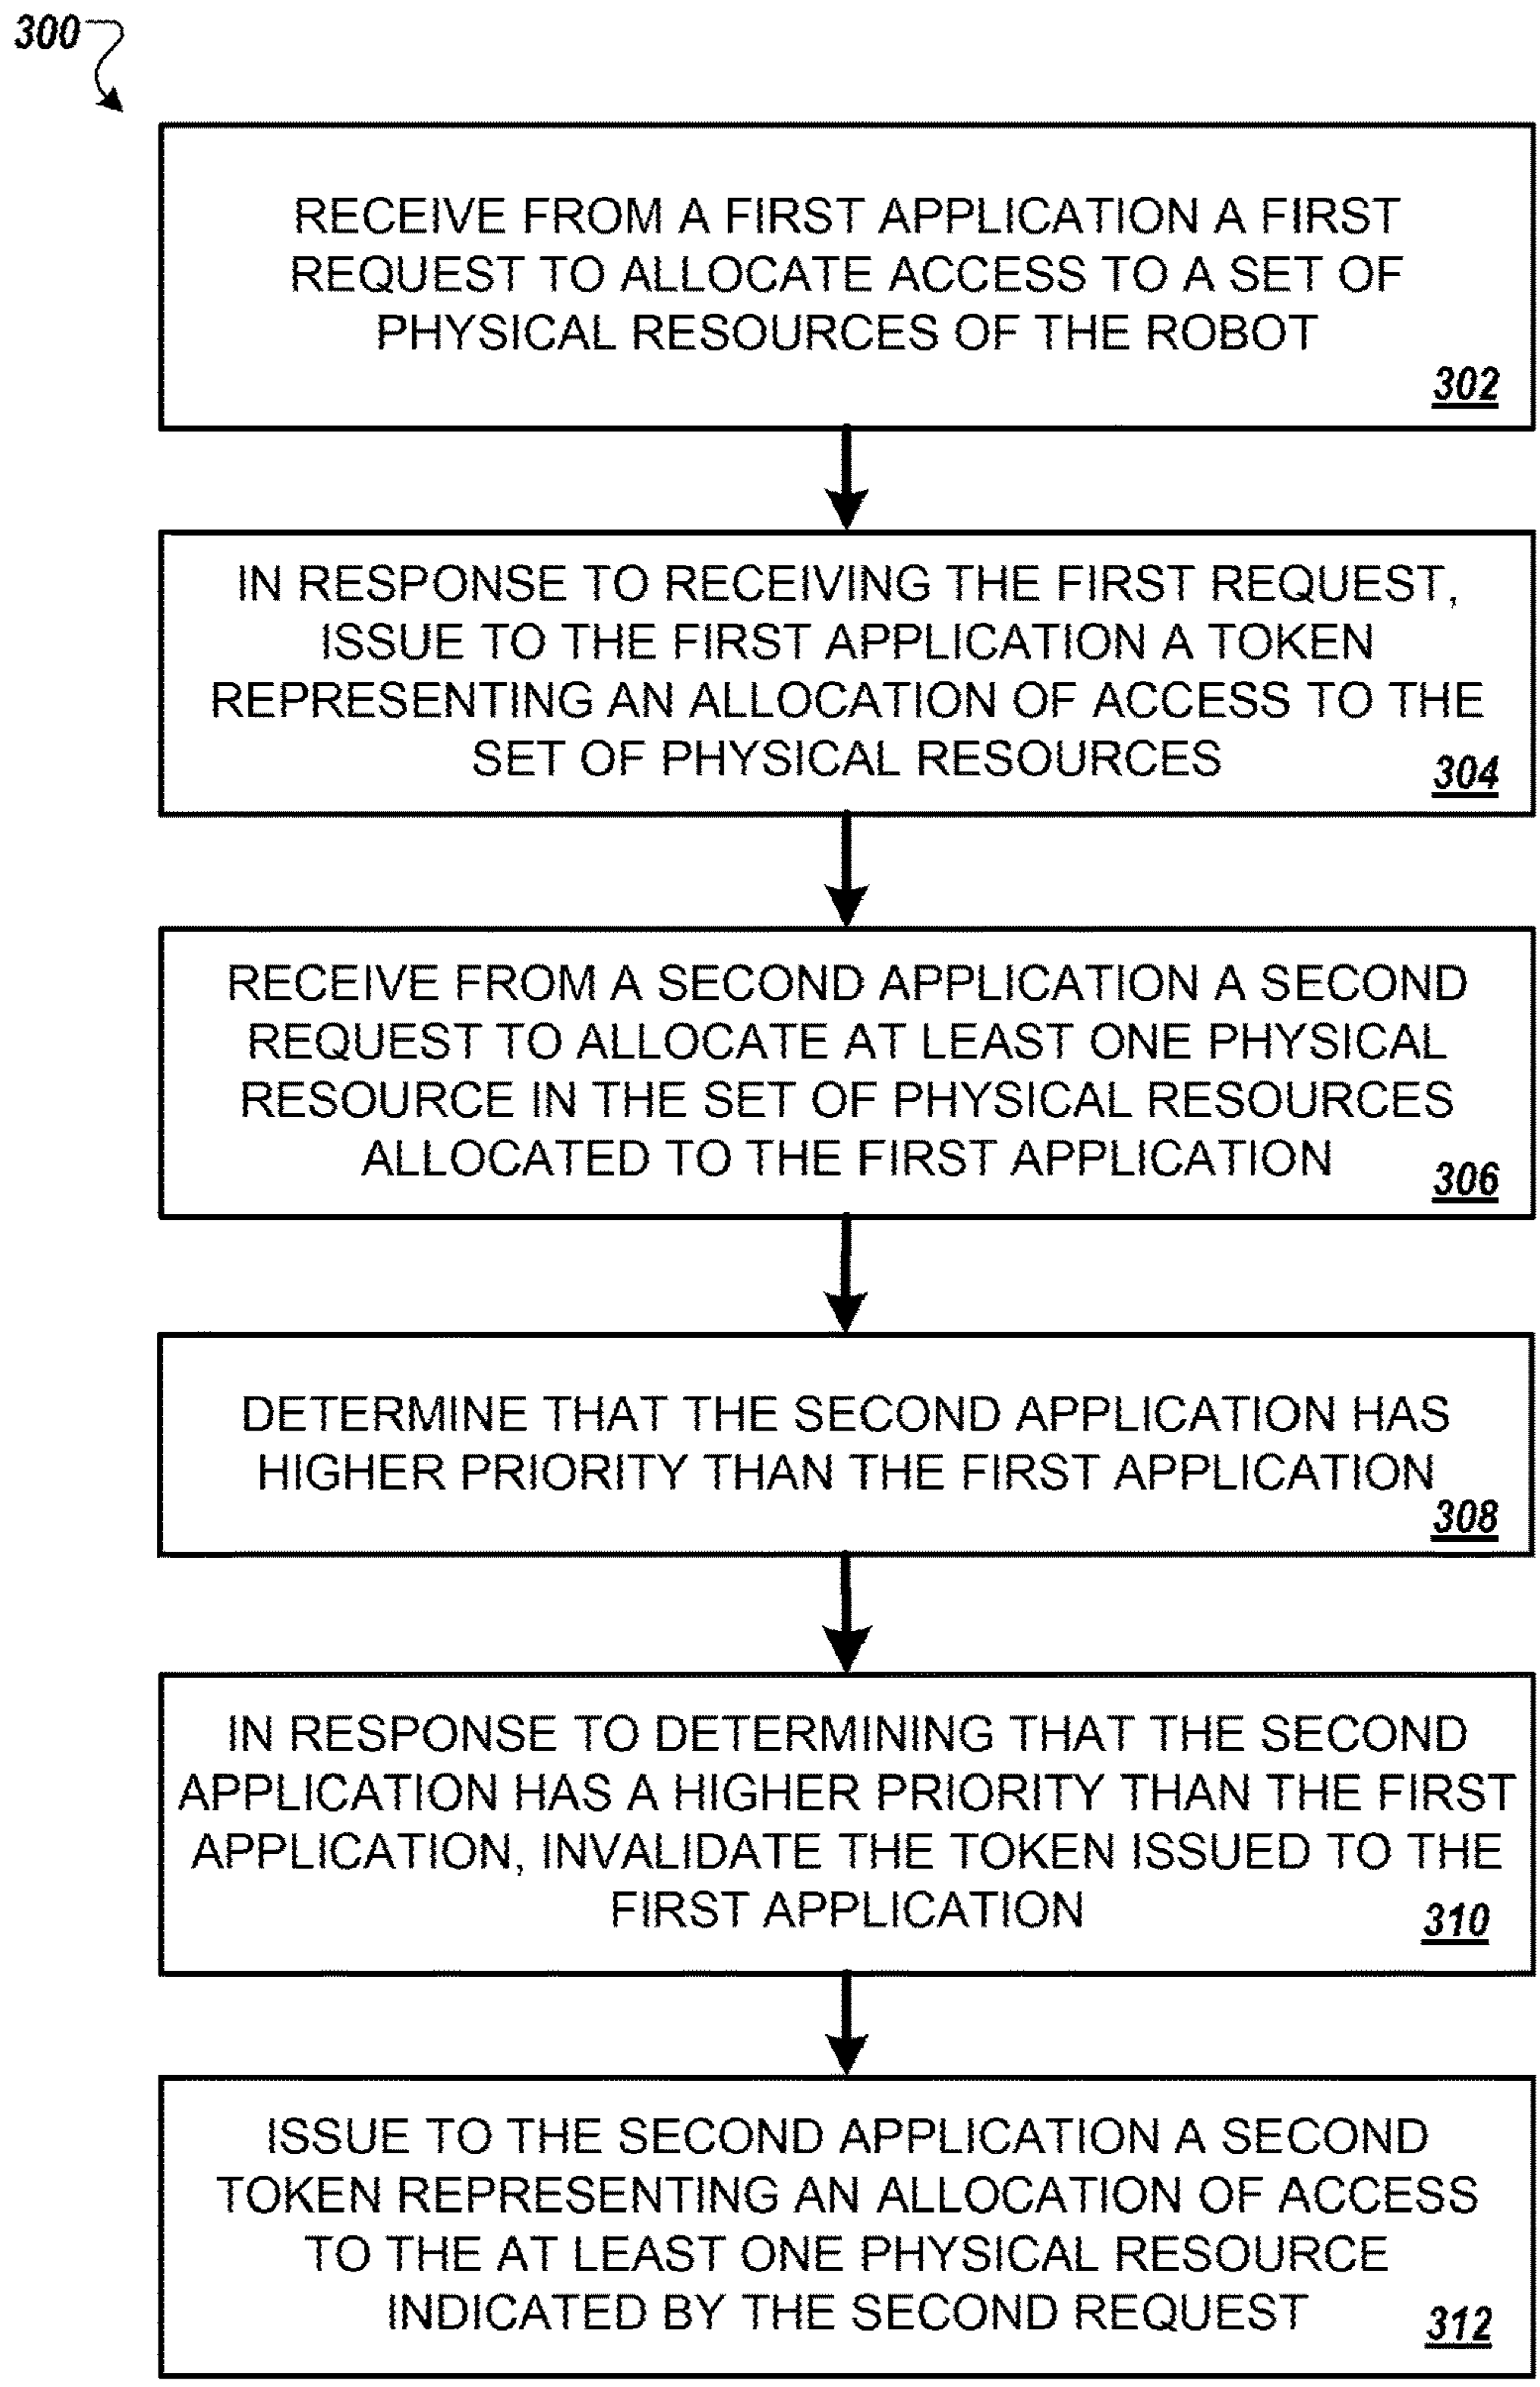 300
RECEIVE FROM A FIRST APPLICATION A FIRST
REQUEST TO ALLOCATE ACCESS TO A SET OF
PHYSICAL RESOURCES OF THE ROBOT
302
IN RESPONSE TO RECEIVING THE FIRST REQUEST,
ISSUE TO THE FIRST APPLICATION A TOKEN
REPRESENTING AN ALLOCATION OF ACCESS TO THE
SET OF PHYSICAL RESOURCES
304
RECEIVE FROM A SECOND APPLICATION A SECOND
REQUEST TO ALLOCATE AT LEAST ONE PHYSICAL
RESOURCE IN THE SET OF PHYSICAL RESOURCES
ALLOCATED TO THE FIRST APPLICATION
306
DETERMINE THAT THE SECOND APPLICATION HAS
HIGHER PRIORITY THAN THE FIRST APPLICATION
308
IN RESPONSE TO DETERMINING THAT THE SECOND
APPLICATION HAS A HIGHER PRIORITY THAN THE FIRST
APPLICATION, INVALIDATE THE TOKEN ISSUED TO THE
FIRST APPLICATION
310
ISSUE TO THE SECOND APPLICATION A SECOND
TOKEN REPRESENTING AN ALLOCATION OF ACCESS
TO THE AT LEAST ONE PHYSICAL RESOURCE
INDICATED BY THE SECOND REQUEST
312